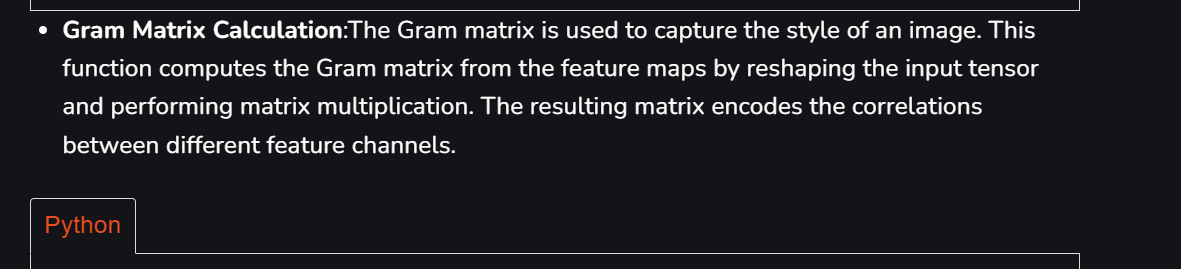 Gram Matrix Calculation:The Gram matrix is used to capture the style of an image. This
function computes the Gram matrix from the feature maps by reshaping the input tensor
and performing matrix multiplication. The resulting matrix encodes the correlations
between different feature channels.
Python